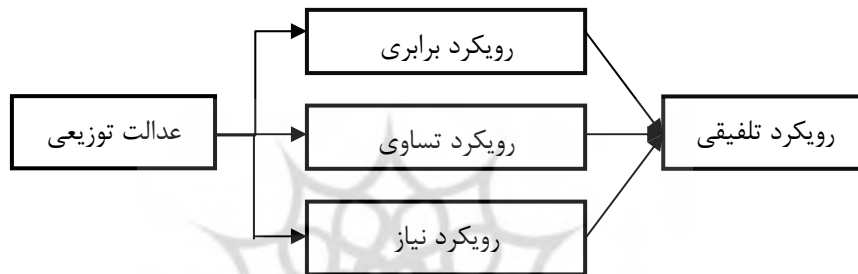 رویکرد برابری
عدالت توزیعی
رویکرد تساوی
رویکرد تلفیقی
رویکرد نیاز